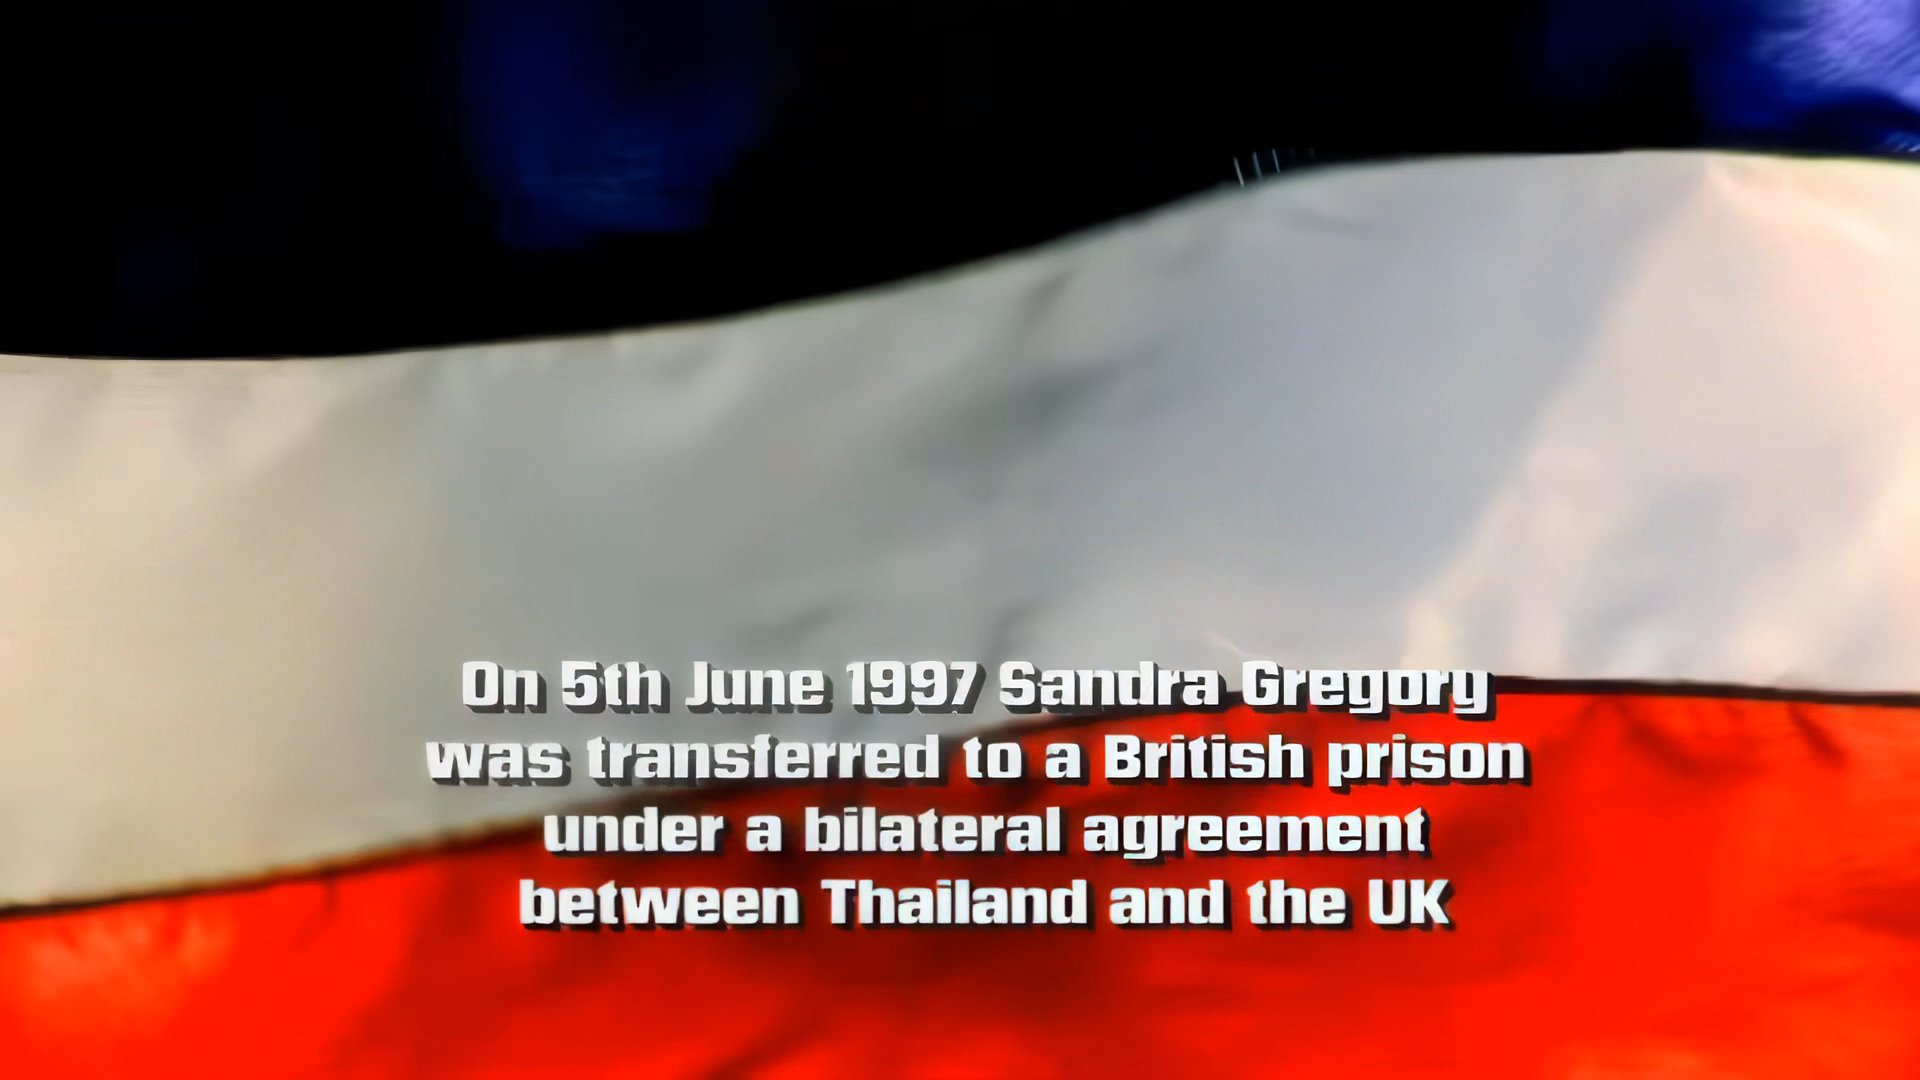 On 5th June 1997 Sandra Gregory
was transferred to a British prison
under a bilateral agreement
between Thailand and the UK